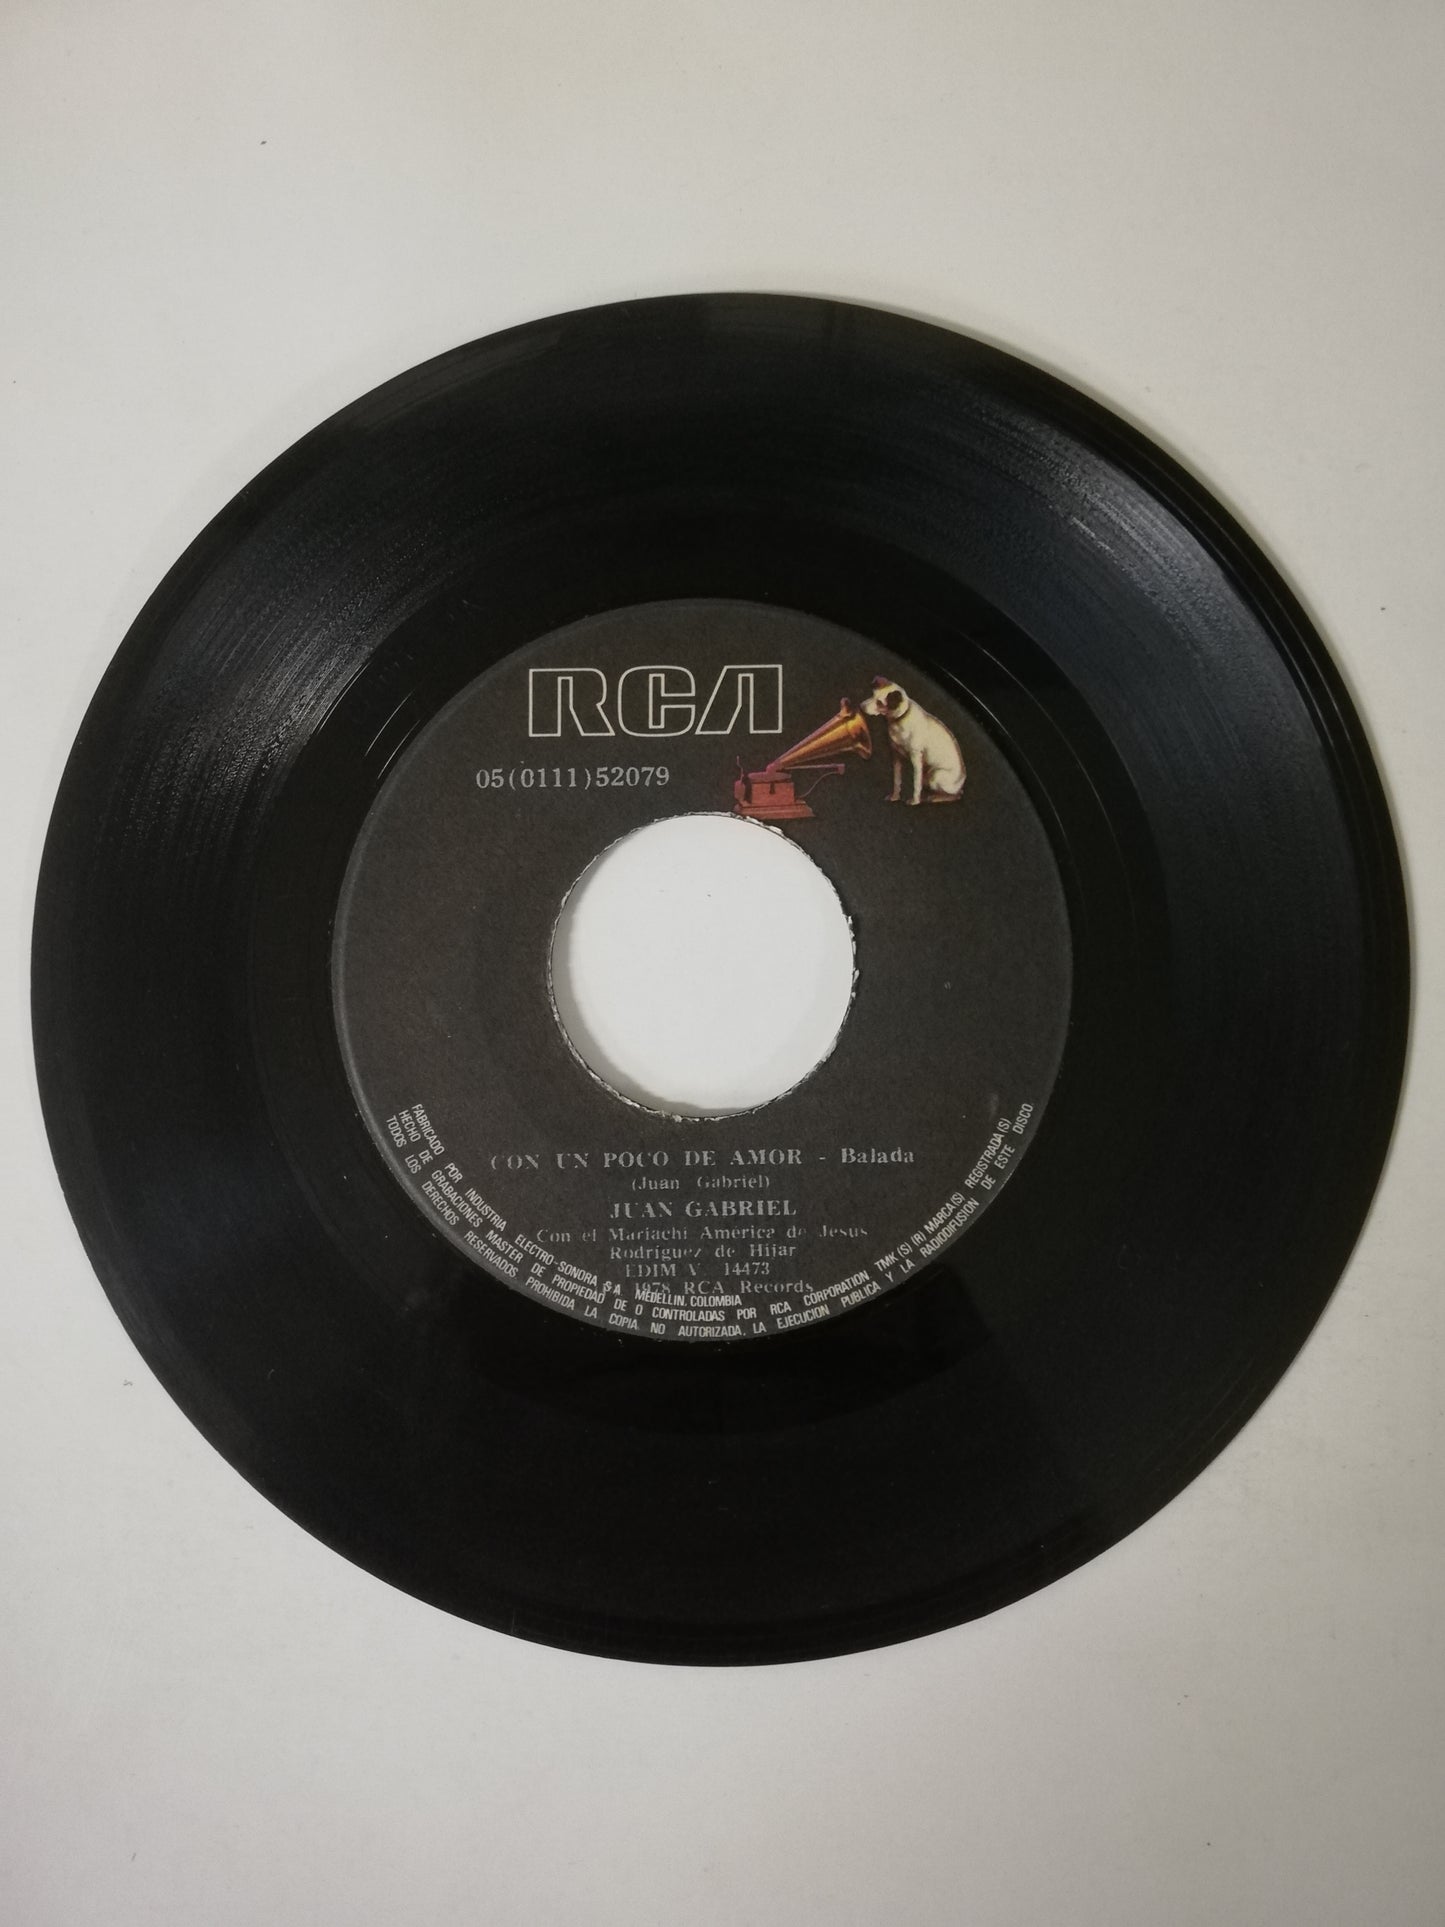 RCA
05(0111)52079
CON UN POCO DE AMOR - Balada
(Juan Gabriel)
JUAN GABRIEL
Con el Mariachi América de Jesus
Rodríguez de Hijar
EDIM V. 14473
1978 RCA Records
FABRICADO POR INDUSTRIA ELECTRO-SONORA S.A. MEDELLIN. COLOMBIA
HECHO DE GRABACIONES MASTER DE PROPIEDAD DE O CONTROLADAS POR RCA CORPORATION TMK (S) (R) MARCA(S) REGISTRADA(S)
TODOS LOS DERECHOS RESERVADOS PROHIBIDA LA COPIA NO AUTORIZADA, LA EJECUCION PUBLICA Y LA RADIODIFUSION DE ESTE DISCO